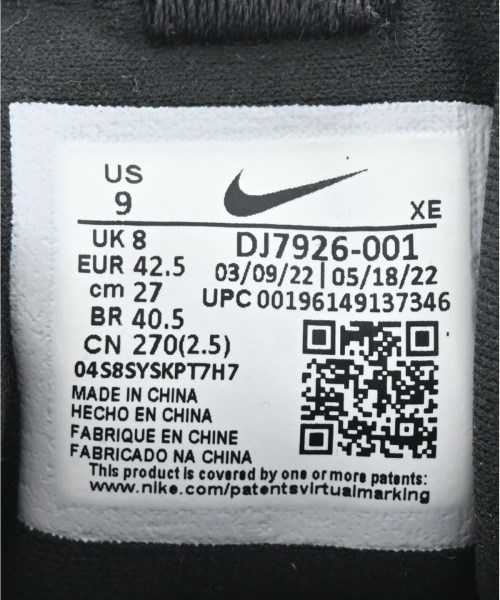 US
9
XE
UK 8
DJ7926-001
EUR 42.5
03/09/22 | 05/18/22
cm 27
UPC 00196149137346
BR 40.5
CN 270(2.5)
04S8SYSKPT7H7
MADE IN CHINA
HECHO EN CHINA
FABRIQUE EN CHINE
FABRICADO NA CHINA
This product is covered by one or more patents:
www.nike.com/patentsvirtualmarking